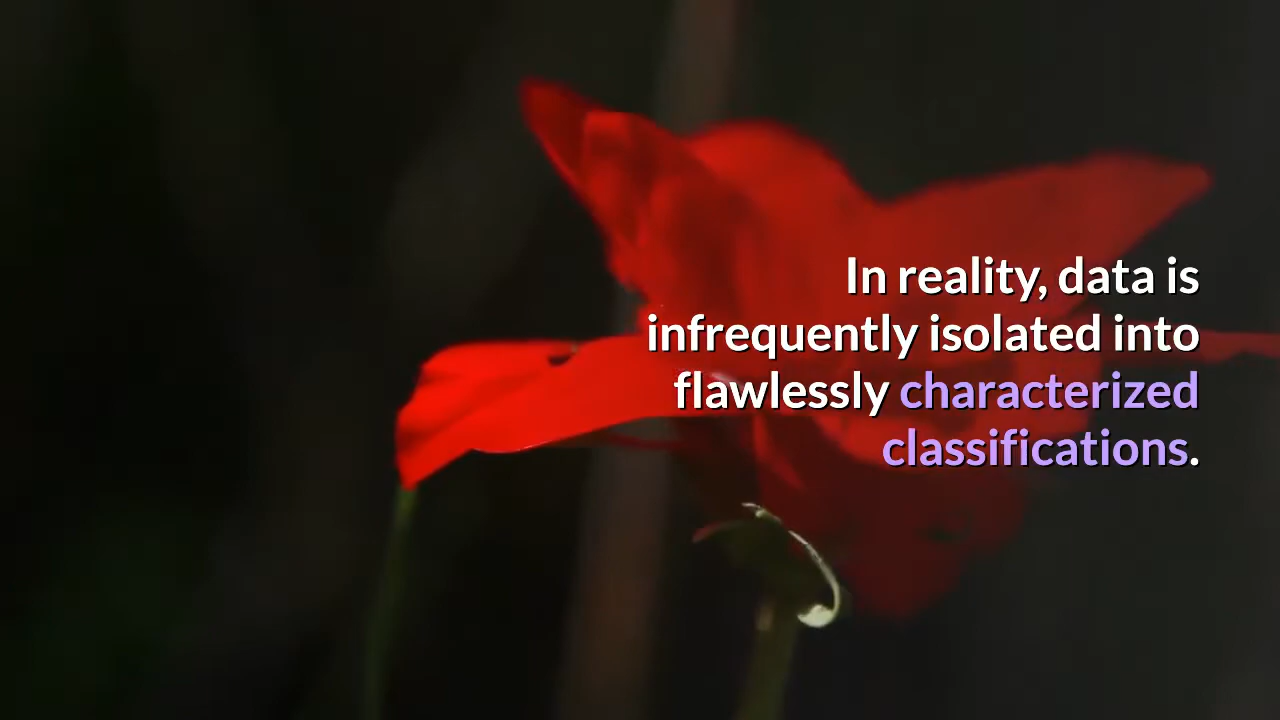 In reality, data is
infrequently isolated into
flawlessly characterized
classifications.